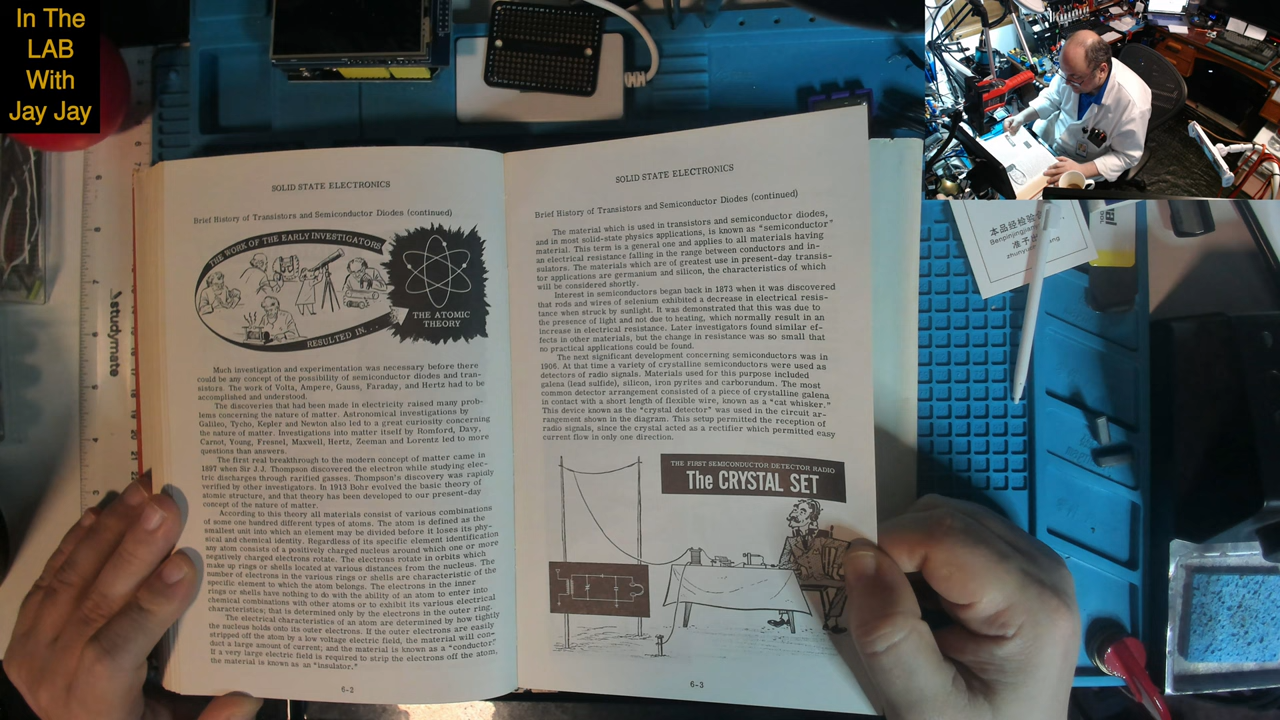 In The
LAB
With
Jay Jay
SOLID STATE ELECTRONICS
Brief History of Transistors and Semiconductor Diodes (continued)
THE WORK OF THE EARLY INVESTIGATORS
RESULTED IN...
THE ATOMIC
THEORY
Much investigation and experimentation was necessary before there
could be any concept of the possibility of semiconductor diodes and tran-
sistors. The work of Volta, Ampere, Gauss, Faraday, and Hertz had to be
accomplished and understood.
The discoveries that had been made in electricity raised many prob-
lems concerning the nature of matter. Astronomical investigations by
Galileo, Tycho, Kepler and Newton also led to a great curiosity concerning
the nature of matter. Investigations into matter itself by Romford, Davy,
Carnot, Young, Fresnel, Maxwell, Hertz, Zeeman and Lorentz led to more
questions than answers.
The first real breakthrough to the modern concept of matter came in
1897 when Sir J.J. Thompson discovered the electron while studying elec-
tric discharges through rarified gasses. Thompson's discovery was rapidly
verified by other investigators. In 1913 Bohr evolved the basic theory of
atomic structure, and that theory has been developed to our present-day
concept of the nature of matter.
According to this theory all materials consist of various combinations
of some one hundred different types of atoms. The atom is defined as the
smallest unit into which an element may be divided before it loses its phy-
sical and chemical identity. Regardless of its specific element identification
any atom consists of a positively charged nucleus around which one or more
negatively charged electrons rotate. The electrons rotate in orbits which
make up rings or shells located at various distances from the nucleus. The
number of electrons in the various rings or shells are characteristic of the
specific element to which the atom belongs. The electrons in the inner
rings or shells have nothing to do with the ability of an atom to enter into
chemical combinations with other atoms or to exhibit its various electrical
characteristics; that is determined only by the electrons in the outer ring.
The electrical characteristics of an atom are determined by how tightly
the nucleus holds onto its outer electrons. If the outer electrons are easily
stripped off the atom by a low voltage electric field, the material will con-
duct a large amount of current; and the material is known as a "conductor."
If a very large electric field is required to strip the electrons off the atom,
the material is known as an "insulator."
6-2
SOLID STATE ELECTRONICS
Brief History of Transistors and Semiconductor Diodes (continued)
The material which is used in transistors and semiconductor diodes,
and in most solid-state physics applications, is known as "semiconductor"
material. This term is a general one and applies to all materials having
an electrical resistance falling in the range between conductors and in-
sulators. The materials which are of greatest use in present-day transis-
tor applications are germanium and silicon, the characteristics of which
will be considered shortly.
Interest in semiconductors began back in 1873 when it was discovered
that rods and wires of selenium exhibited a decrease in electrical resis-
tance when struck by sunlight. It was demonstrated that this was due to
the presence of light and not due to heating, which normally result in an
increase in electrical resistance. Later investigators found similar ef-
fects in other materials, but the change in resistance was so small that
no practical applications could be found.
The next significant development concerning semiconductors was in
1906. At that time a variety of crystalline semiconductors were used as
detectors of radio signals. Materials used for this purpose included
galena (lead sulfide), silicon, iron pyrites and carborundum. The most
common detector arrangement consisted of a piece of crystalline galena
in contact with a short length of flexible wire, known as a "cat whisker."
This device known as the "crystal detector" was used in the circuit ar-
rangement shown in the diagram. This setup permitted the reception of
radio signals, since the crystal acted as a rectifier which permitted easy
current flow in only one direction.
THE FIRST SEMICONDUCTOR DETECTOR RADIO
The CRYSTAL SET
6-3
studymate
本品经检验
准予出